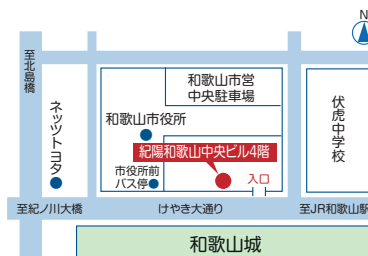 N
至北島橋
和歌山市営
中央駐車場
ネッツトヨタ
和歌山市役所
伏虎中学校
紀陽和歌山中央ビル4階
市役所前
バス停
入口
至紀ノ川大橋
けやき大通り
至JR和歌山駅
和歌山城